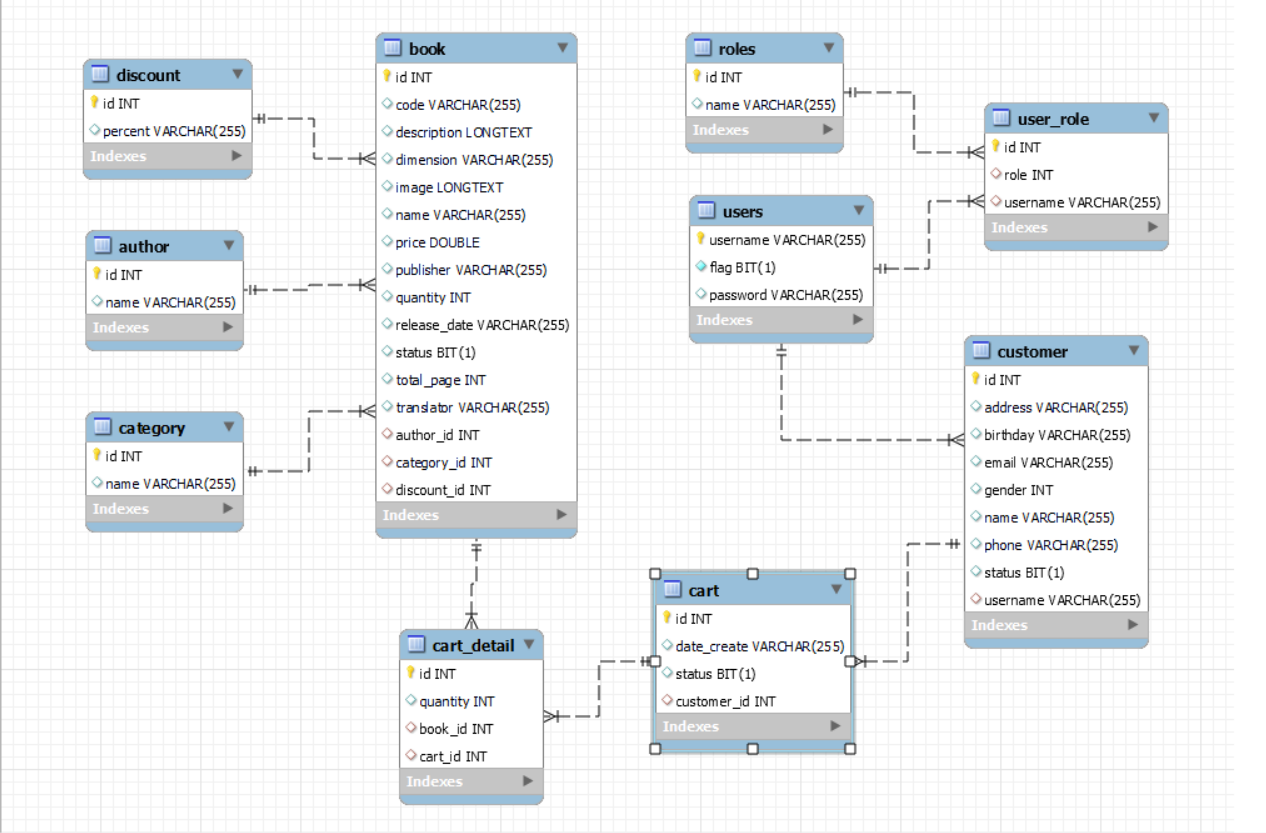 discount
id INT
percent VARCHAR(255)
Indexes
author
id INT
name VARCHAR(255)
Indexes
category
id INT
name VARCHAR(255)
Indexes
book
id INT
code VARCHAR(255)
description LONGTEXT
dimension VARCHAR(255)
image LONGTEXT
name VARCHAR(255)
price DOUBLE
publisher VARCHAR(255)
quantity INT
release_date VARCHAR(255)
status BIT(1)
total_page INT
translator VARCHAR(255)
author_id INT
category_id INT
discount_id INT
Indexes
cart_detail
id INT
quantity INT
book_id INT
cart_id INT
Indexes
roles
id INT
name VARCHAR(255)
Indexes
users
username VARCHAR(255)
flag BIT(1)
password VARCHAR(255)
Indexes
cart
id INT
date_create VARCHAR(255)
status BIT(1)
customer_id INT
Indexes
user_role
id INT
role INT
username VARCHAR(255)
Indexes
customer
id INT
address VARCHAR(255)
birthday VARCHAR(255)
email VARCHAR(255)
gender INT
name VARCHAR(255)
phone VARCHAR(255)
status BIT(1)
username VARCHAR(255)
Indexes